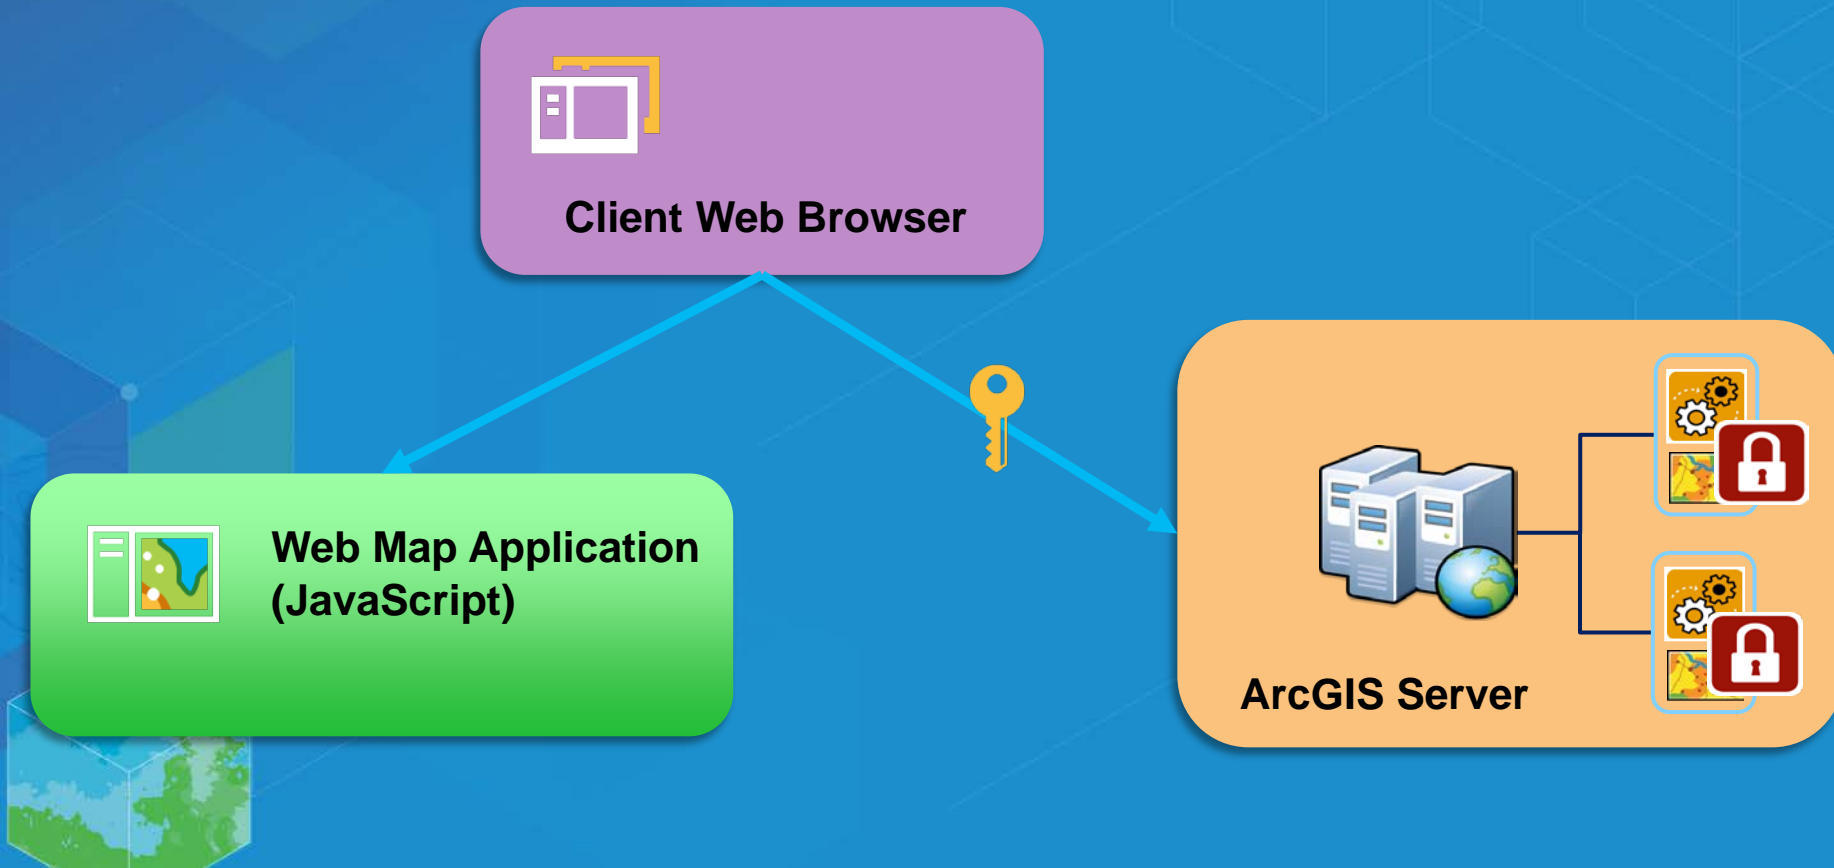 Client Web Browser
Web Map Application
(JavaScript)
ArcGIS Server